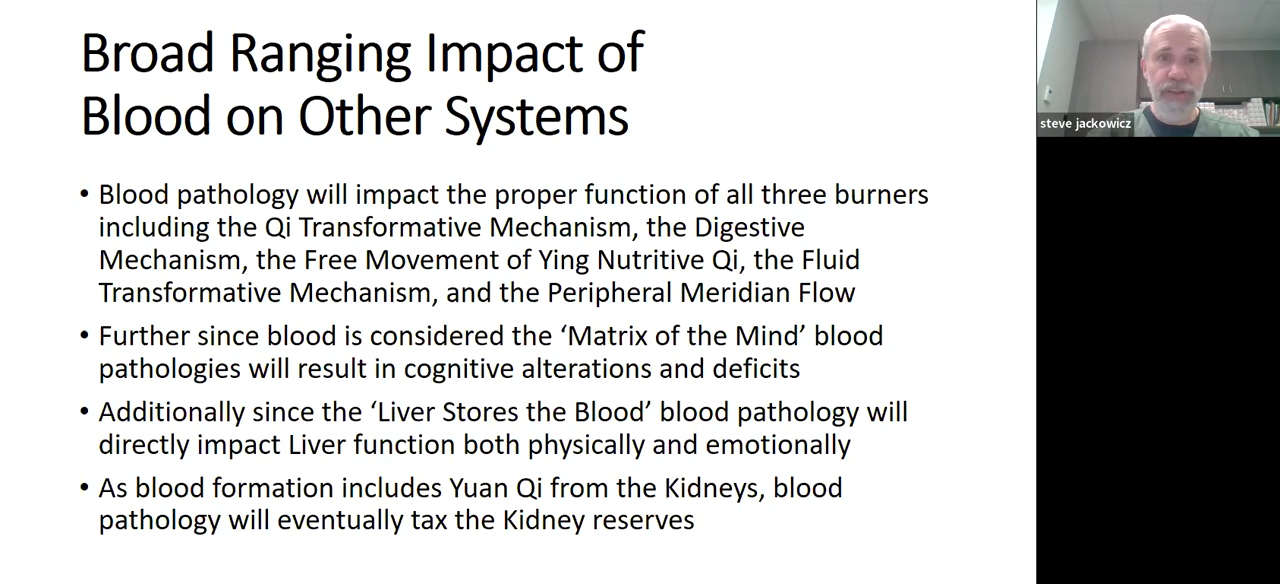 Broad Ranging Impact of
Blood on Other Systems
• Blood pathology will impact the proper function of all three burners
including the Qi Transformative Mechanism, the Digestive
Mechanism, the Free Movement of Ying Nutritive Qi, the Fluid
Transformative Mechanism, and the Peripheral Meridian Flow
• Further since blood is considered the ‘Matrix of the Mind’ blood
pathologies will result in cognitive alterations and deficits
• Additionally since the ‘Liver Stores the Blood’ blood pathology will
directly impact Liver function both physically and emotionally
• As blood formation includes Yuan Qi from the Kidneys, blood
pathology will eventually tax the Kidney reserves
steve jackowicz